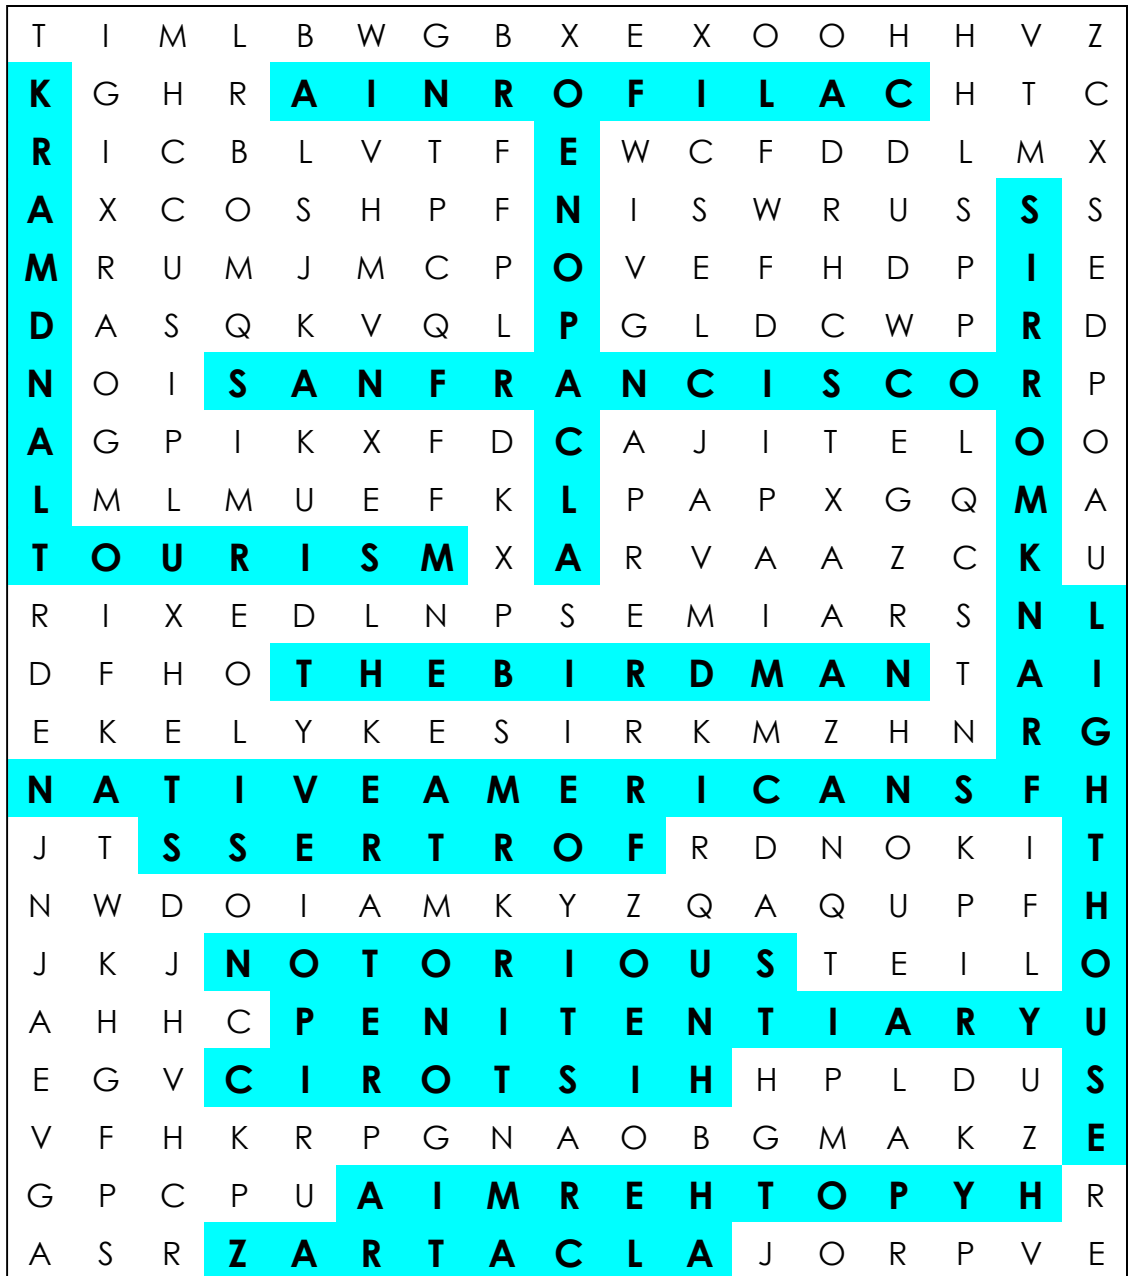 T I M L B W G B X E X O O H H V Z
K G H R A I N R O F I L A C H T C
R I C B L V T F E W C F D D L M X
A X C O S H P F N I S W R U S S S
M R U M J M C P O V E F H D P I E
D A S Q K V Q L P G L D C W P R D
N O I S A N F R A N C I S C O R P
A G P I K X F D C A J I T E L O O
L M L M U E F K L P A P X G Q M A
T O U R I S M X A R V A A Z C K U
R I X E D L N P S E M I A R S N L
D F H O T H E B I R D M A N T A I
E K E L Y K E S I R K M Z H N R G
N A T I V E A M E R I C A N S F H
J T S S E R T R O F R D N O K I T
N W D O I A M K Y Z Q A Q U P F H
J K J N O T O R I O U S T E I L O
A H H C P E N I T E N T I A R Y U
E G V C I R O T S I H H P L D U S
V F H K R P G N A O B G M A K Z E
G P C P U A I M R E H T O P Y H R
A S R Z A R T A C L A J O R P V E